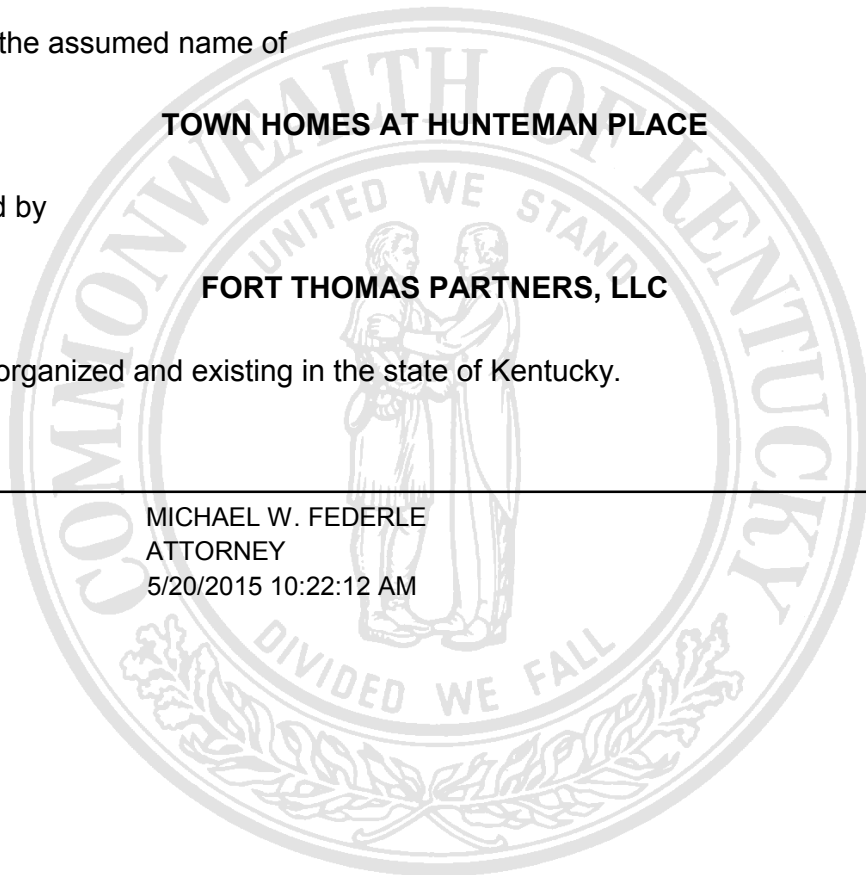 the assumed name of
TOWN HOMES AT HUNTEMAN PLACE
d by
FORT THOMAS PARTNERS, LLC
organized and existing in the state of Kentucky.
MICHAEL W. FEDERLE
ATTORNEY
5/20/2015 10:22:12 AM
COMMONWEALTH OF KENTUCKY
UNITED WE STAND
DIVIDED WE FALL